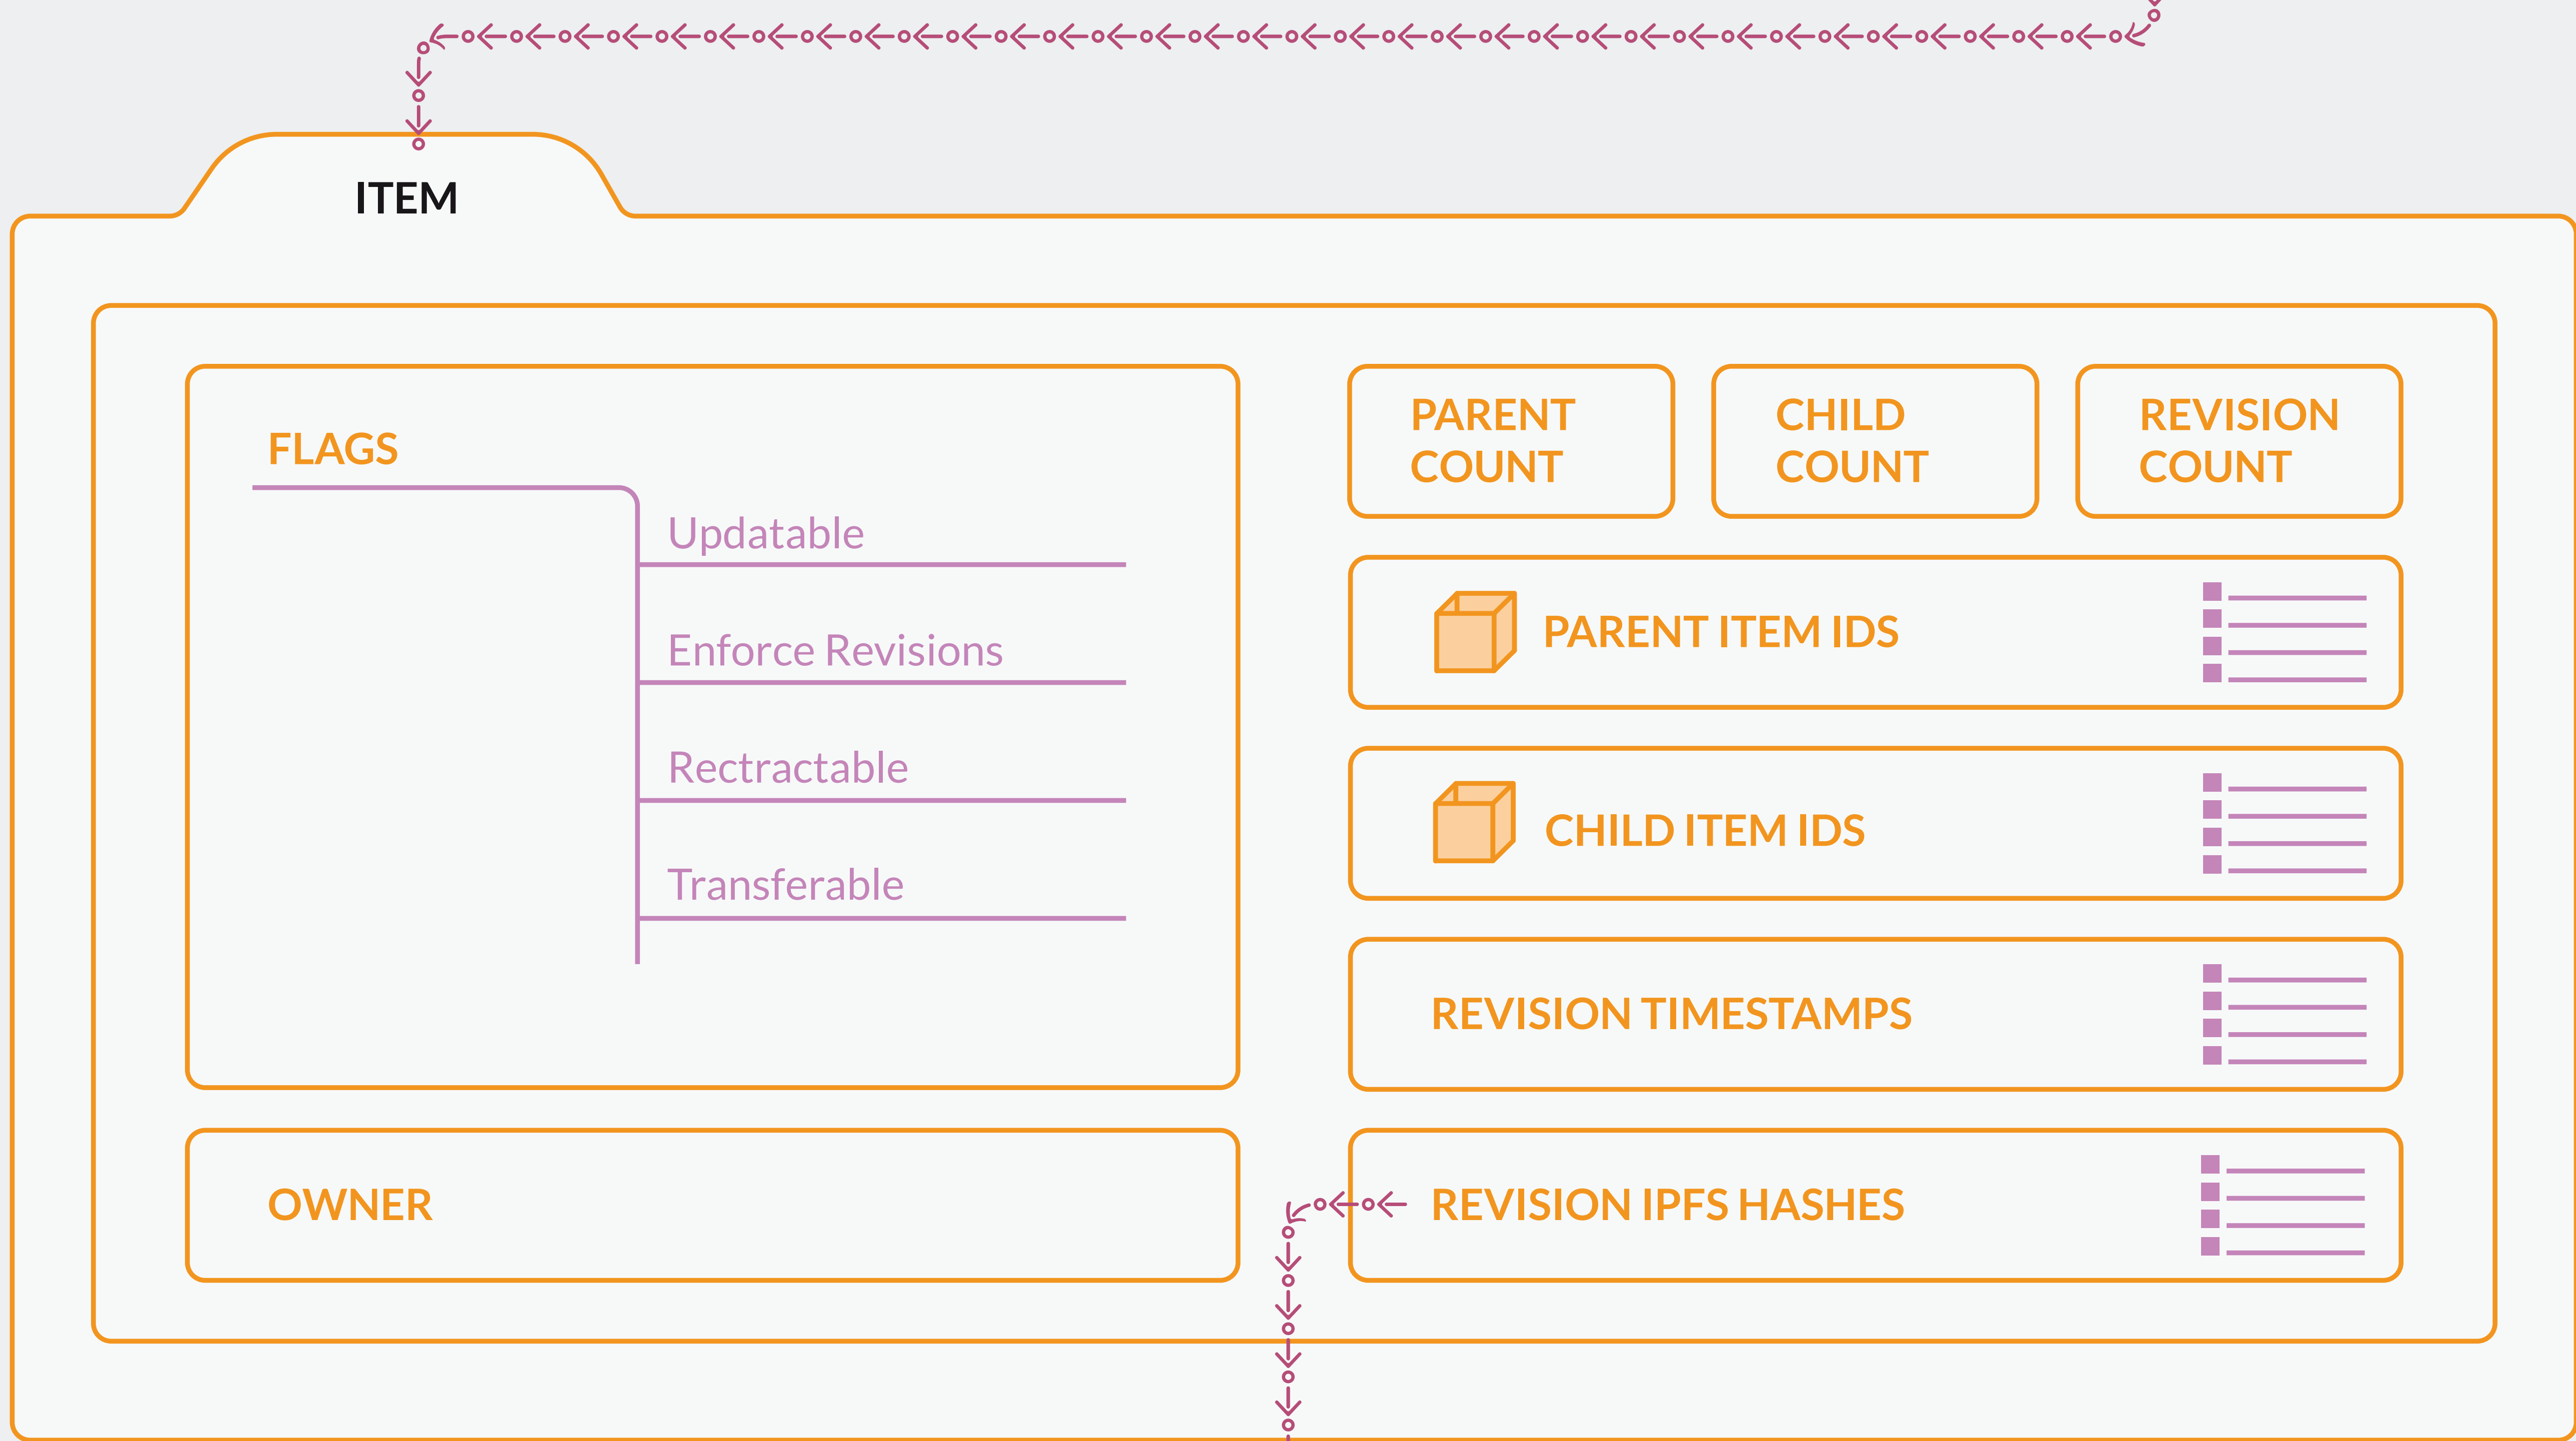 ITEM
FLAGS
Updatable
Enforce Revisions
Rectractable
Transferable
OWNER
PARENT
COUNT
CHILD
COUNT
REVISION
COUNT
PARENT ITEM IDS
CHILD ITEM IDS
REVISION TIMESTAMPS
REVISION IPFS HASHES